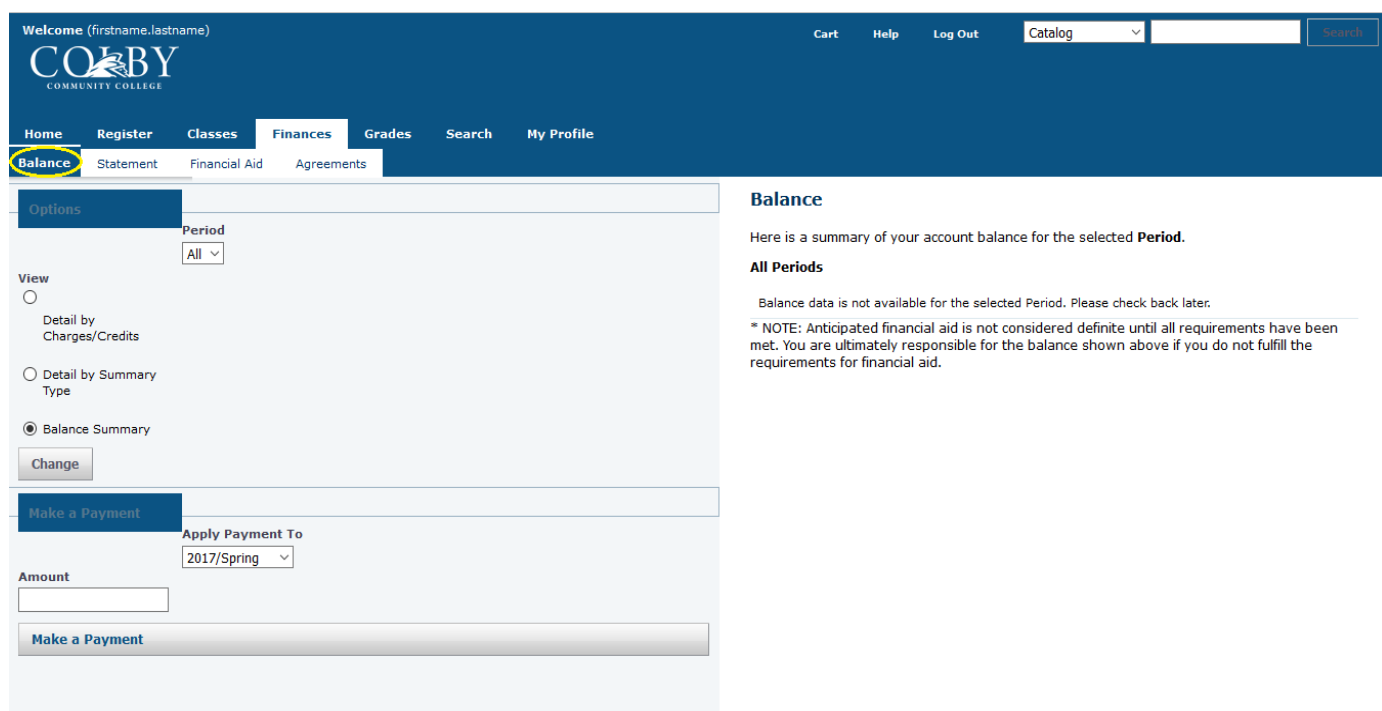 Welcome (firstname.lastname)
Cart Help Log Out Catalog Search
COLBY
COMMUNITY COLLEGE
Home Register Classes Finances Grades Search My Profile
Balance Statement Financial Aid Agreements
Options
Period
All
View
Detail by
Charges/Credits
Detail by Summary
Type
Balance Summary
Change
Make a Payment
Apply Payment To
2017/Spring
Amount
Make a Payment
Balance
Here is a summary of your account balance for the selected Period.
All Periods
Balance data is not available for the selected Period. Please check back later.
* NOTE: Anticipated financial aid is not considered definite until all requirements have been
met. You are ultimately responsible for the balance shown above if you do not fulfill the
requirements for financial aid.